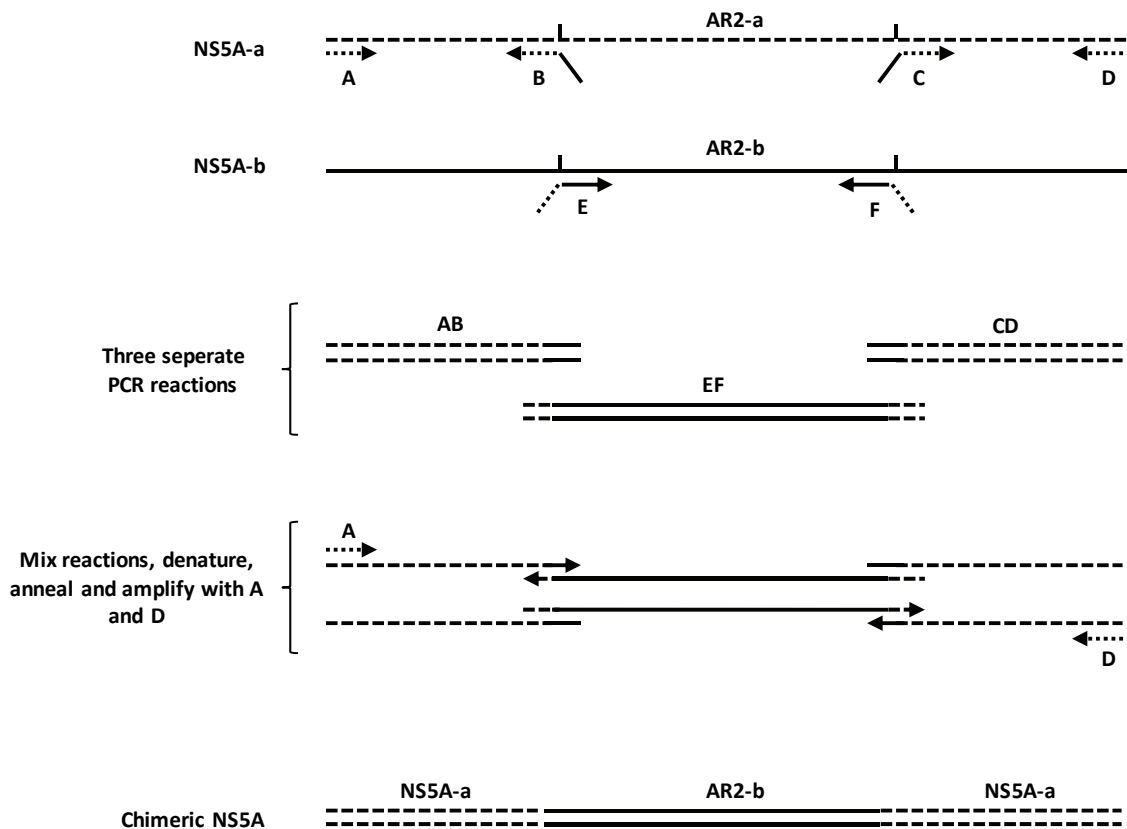 AR2-a
NS5A-a
A
B
C
D
AR2-b
NS5A-b
E
F
AB
CD
Three seperate
PCR reactions
EF
A
Mix reactions, denature,
anneal and amplify with A
and D
D
NS5A-a
AR2-b
NS5A-a
Chimeric NS5A